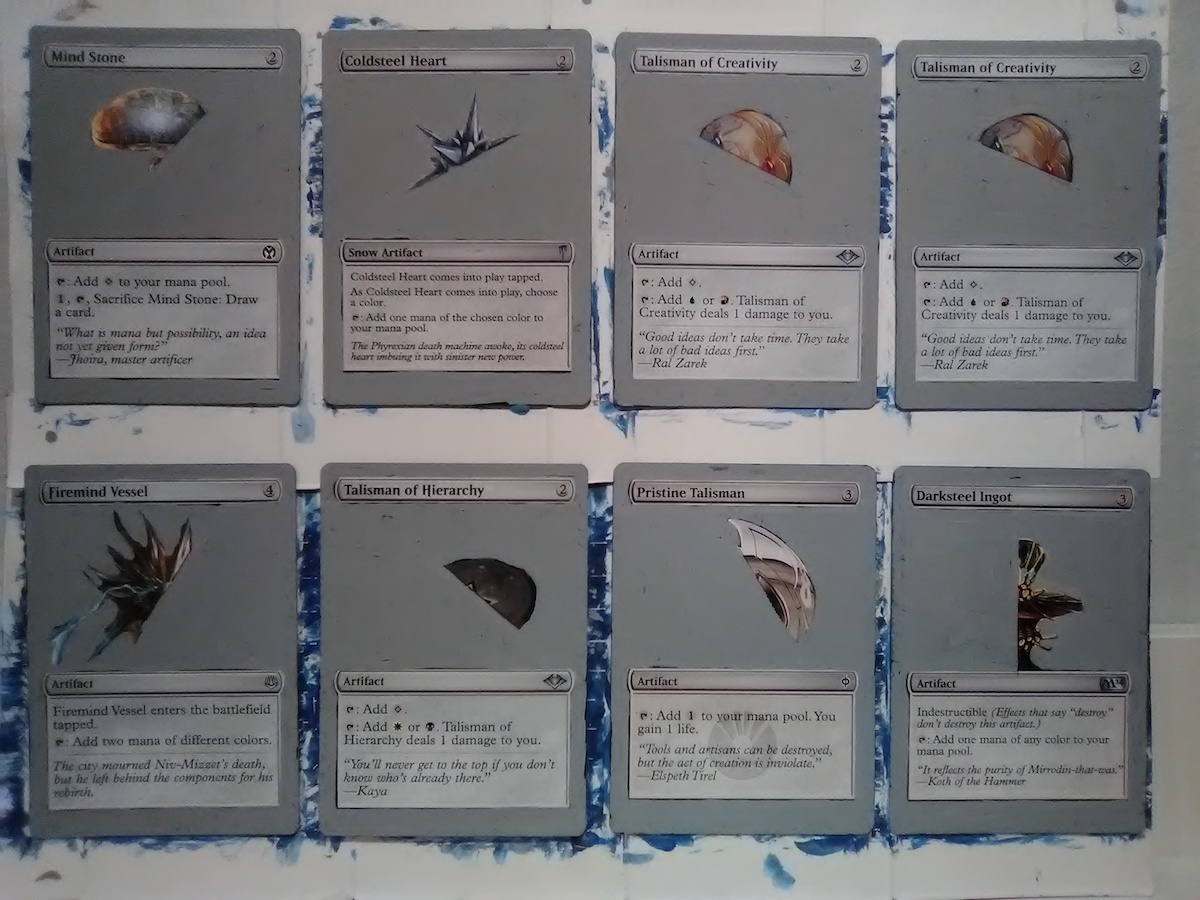 Mind Stone 2
Artifact
: Add to your mana pool.
1, , Sacrifice Mind Stone: Draw
a card.
“What is mana but possibility, an idea
not yet given form?”
—Jhoira, master artificer
Coldsteel Heart 2
Snow Artifact
Coldsteel Heart comes into play tapped.
As Coldsteel Heart comes into play, choose
a color.
: Add one mana of the chosen color to
your mana pool.
The Phyrexian death machine awoke, its coldsteel
heart imbuing it with sinister new power.
Talisman of Creativity 2
Artifact
: Add .
: Add or . Talisman of
Creativity deals 1 damage to you.
“Good ideas don't take time. They take
a lot of bad ideas first.”
—Ral Zarek
Talisman of Creativity 2
Artifact
: Add .
: Add or . Talisman of
Creativity deals 1 damage to you.
“Good ideas don't take time. They take
a lot of bad ideas first.”
—Ral Zarek
Firemind Vessel 4
Artifact
Firemind Vessel enters the battlefield
tapped.
: Add two mana of different colors.
The city mourned Niv-Mizzet's death,
but he left behind the components for his
rebirth.
Talisman of Hierarchy 2
Artifact
: Add .
: Add or . Talisman of
Hierarchy deals 1 damage to you.
“You'll never get to the top if you don't
know who's already there.”
—Kaya
Pristine Talisman 3
Artifact
: Add 1 to your mana pool. You
gain 1 life.
“Tools and artisans can be destroyed,
but the act of creation is inviolate.”
—Elspeth Tirel
Darksteel Ingot 3
Artifact
Indestructible (Effects that say “destroy”
don't destroy this artifact.)
: Add one mana of any color to your
mana pool.
“It reflects the purity of Mirrodin-that-was.”
—Koth of the Hammer